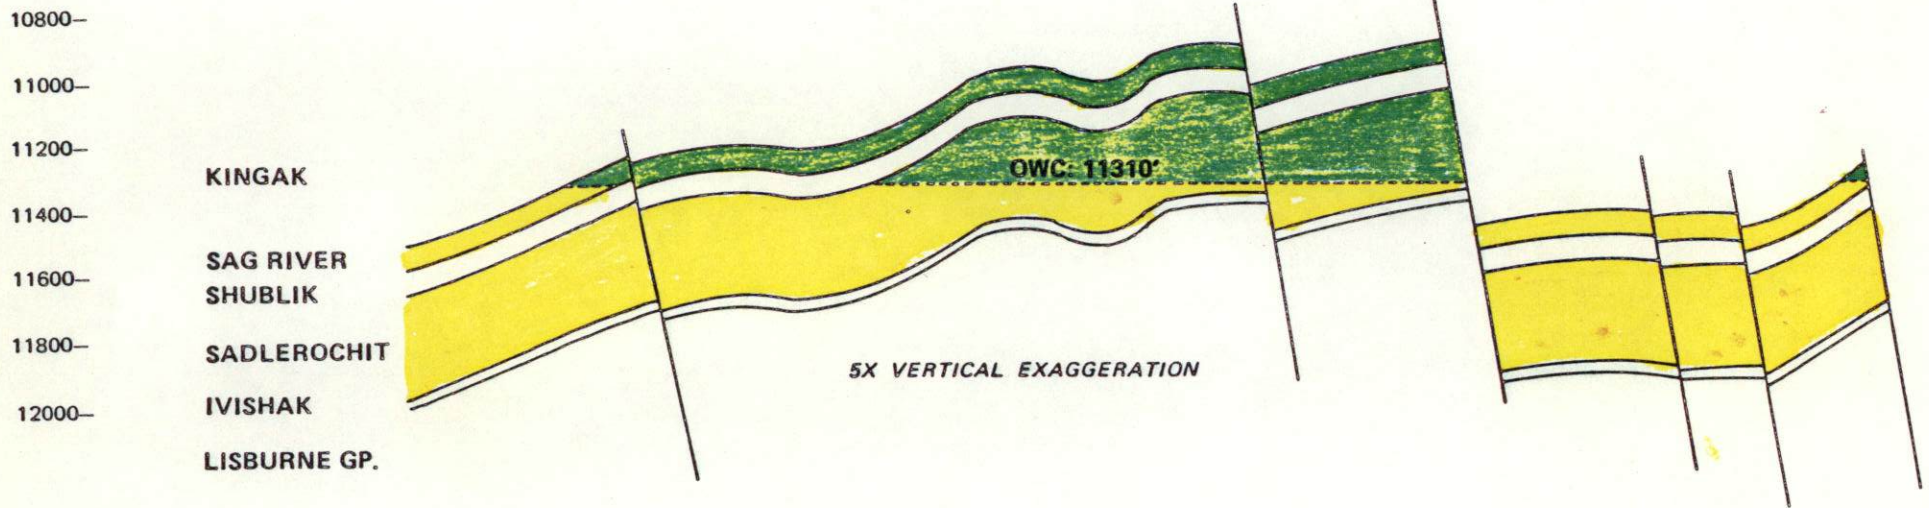 10800–
11000–
11200–
11400–
11600–
11800–
12000–
KINGAK
SAG RIVER
SHUBLIK
SADLEROCHIT
IVISHAK
LISBURNE GP.
OWC: 11310'
5X VERTICAL EXAGGERATION